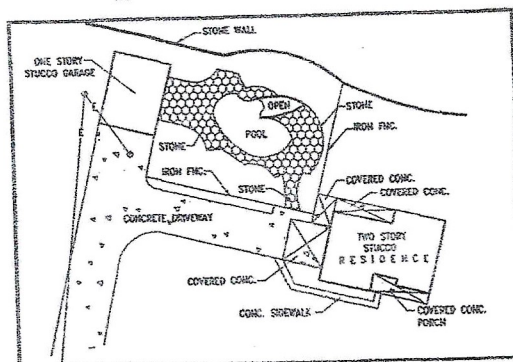 STONE WALL
ONE STORY
STUCCO GARAGE
OPEN
STONE
POOL
IRON FNC.
STONE
IRON FNC.
COVERED CONC.
STONE
COVERED CONC.
CONCRETE DRIVEWAY
TWO STORY
STUCCO
RESIDENCE
COVERED CONC.
CONC. SIDEWALK
COVERED CONC.
PORCH
E
E